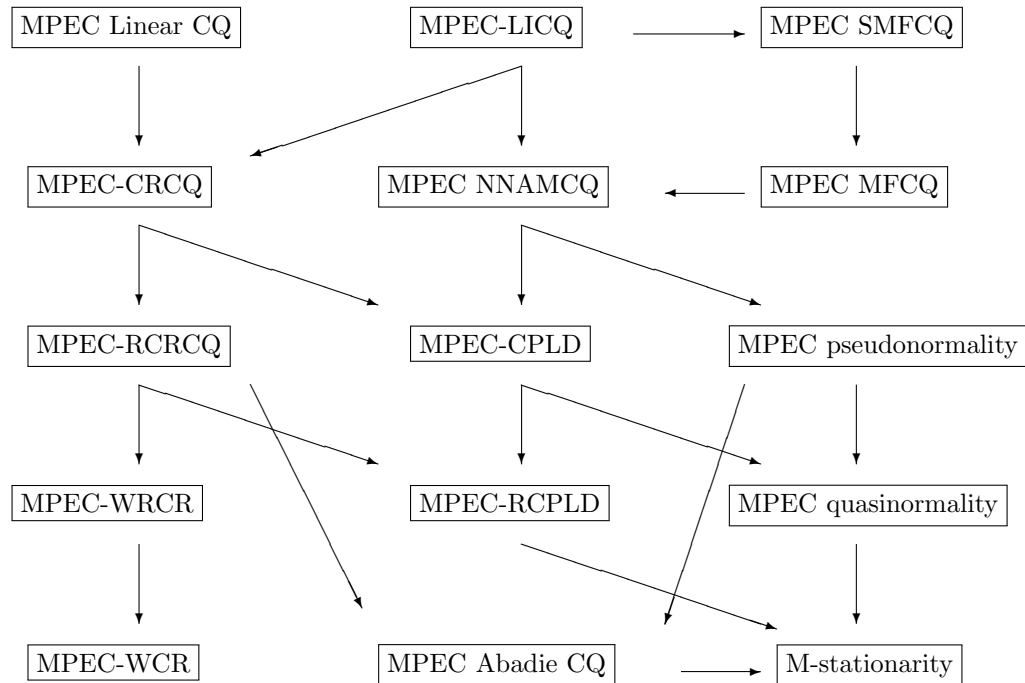 MPEC Linear CQ
MPEC-LICQ
MPEC SMFCQ
MPEC-CRCQ
MPEC NNAMCQ
MPEC MFCQ
MPEC-RCRCQ
MPEC-CPLD
MPEC pseudonormality
MPEC-WRCR
MPEC-RCPLD
MPEC quasinormality
MPEC-WCR
MPEC Abadie CQ
M-stationarity